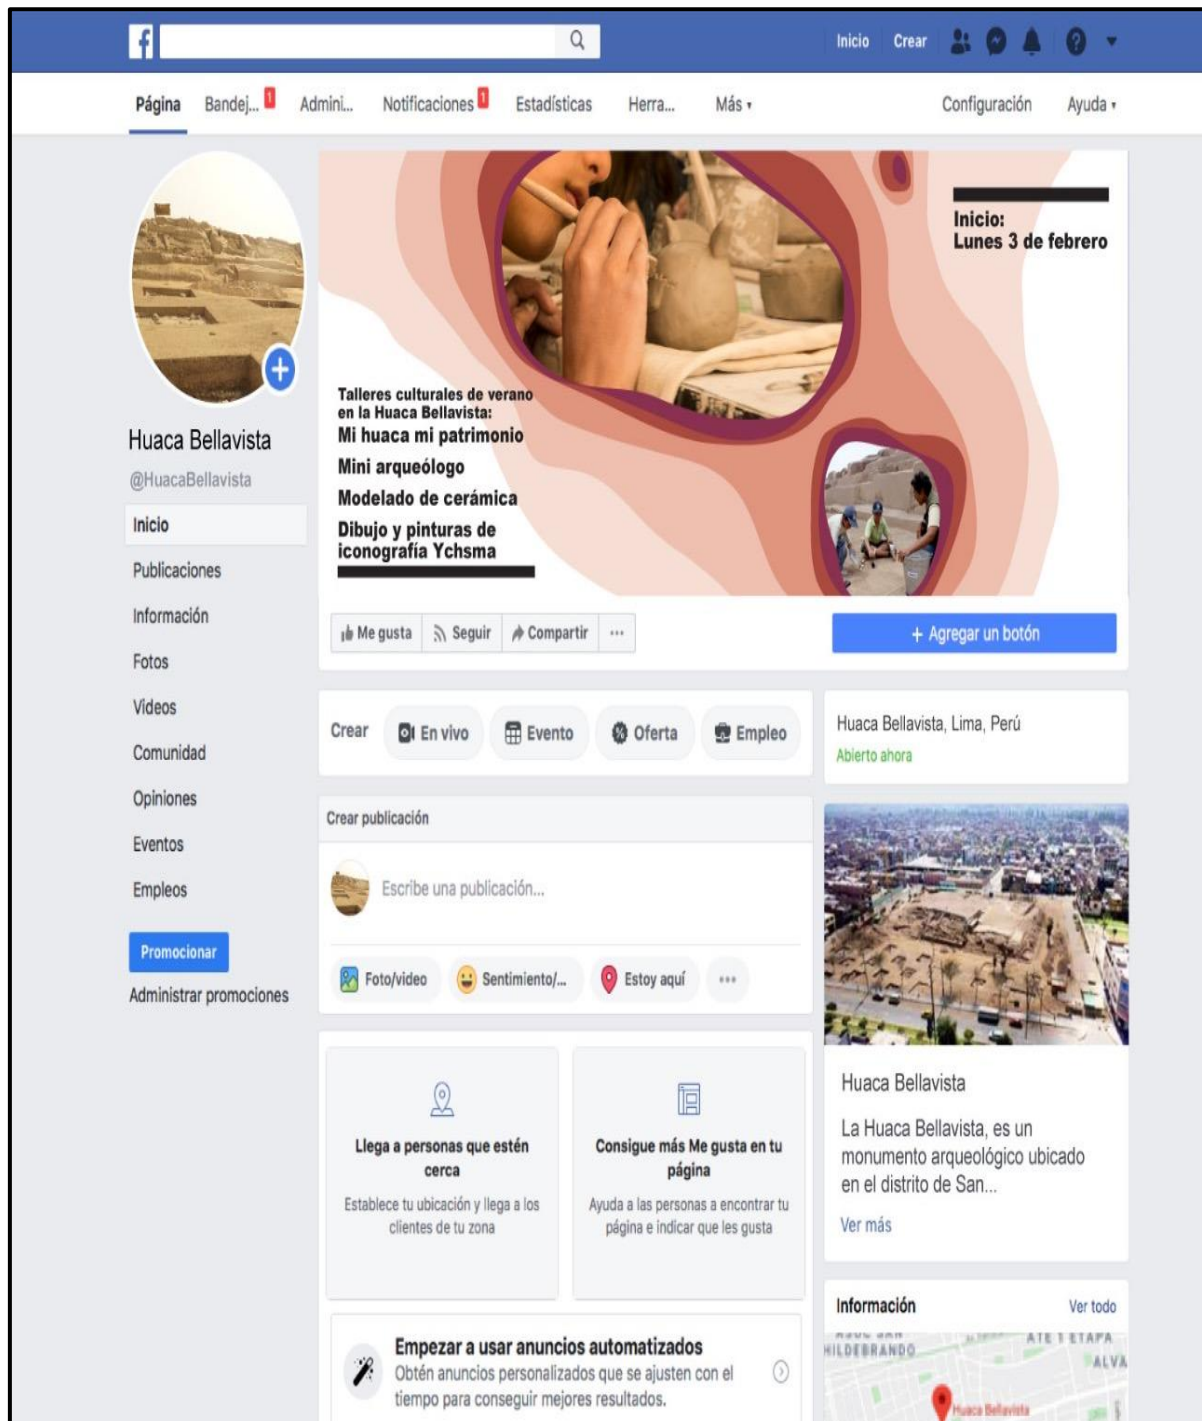 f
Inicio Crear
Página Bandej... 1 Admini... Notificaciones 1 Estadísticas Herra... Más Configuración Ayuda
Inicio:
Lunes 3 de febrero
Talleres culturales de verano
en la Huaca Bellavista:
Mi huaca mi patrimonio
Mini arqueólogo
Modelado de cerámica
Dibujo y pinturas de
iconografía Ychsma
Huaca Bellavista
@HuacaBellavista
Inicio
Publicaciones
Información
Fotos
Videos
Comunidad
Opiniones
Eventos
Empleos
Promocionar
Administrar promociones
Me gusta Seguir Compartir ...
+ Agregar un botón
Crear En vivo Evento Oferta Empleo
Crear publicación
Escribe una publicación...
Foto/video Sentimiento/... Estoy aquí ...
Llega a personas que estén
cerca
Establece tu ubicación y llega a los
clientes de tu zona
Consigue más Me gusta en tu
página
Ayuda a las personas a encontrar tu
página e indicar que les gusta
Empezar a usar anuncios automatizados
Obtén anuncios personalizados que se ajusten con el
tiempo para conseguir mejores resultados.
Huaca Bellavista, Lima, Perú
Abierto ahora
Huaca Bellavista
La Huaca Bellavista, es un
monumento arqueológico ubicado
en el distrito de San...
Ver más
Información Ver todo
HILDEBRANDO
ATE I ETAPA
ALVA
Huaca Bellavista